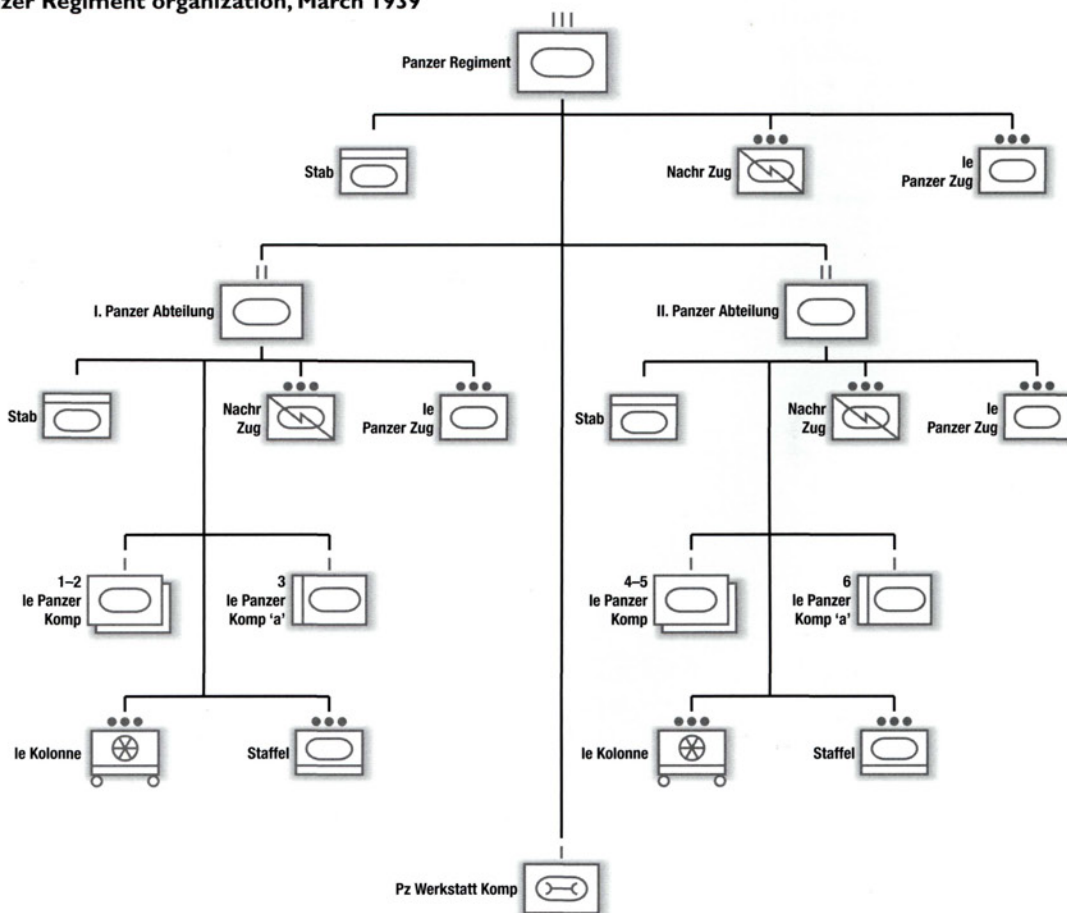 zer Regiment organization, March 1939
Panzer Regiment
Stab
Nachr Zug
le
Panzer Zug
I. Panzer Abteilung
II. Panzer Abteilung
Stab
Nachr
Zug
le
Panzer Zug
Stab
Nachr
Zug
le
Panzer Zug
1–2
le Panzer
Komp
3
le Panzer
Komp ‘a’
4–5
le Panzer
Komp
6
le Panzer
Komp ‘a’
le Kolonne
Staffel
le Kolonne
Staffel
Pz Werkstatt Komp